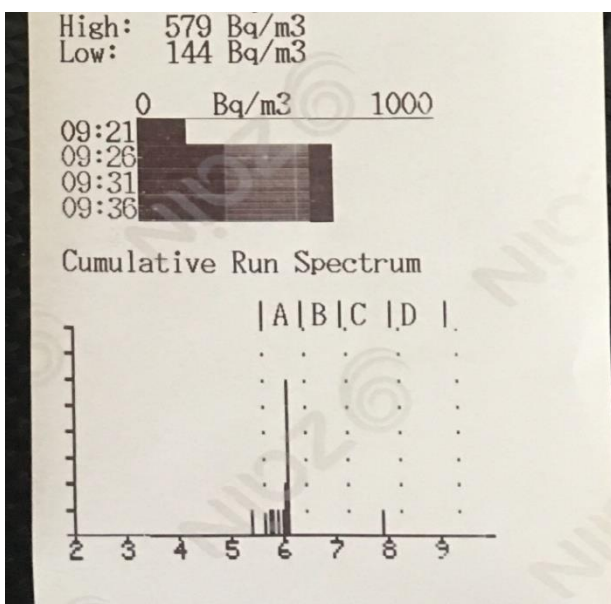 High: 579 Bq/m3
Low: 144 Bq/m3
0 Bq/m3 1000
09:21
09:26
09:31
09:36
Cumulative Run Spectrum
|A|B|C|D|
2 3 4 5 6 7 8 9